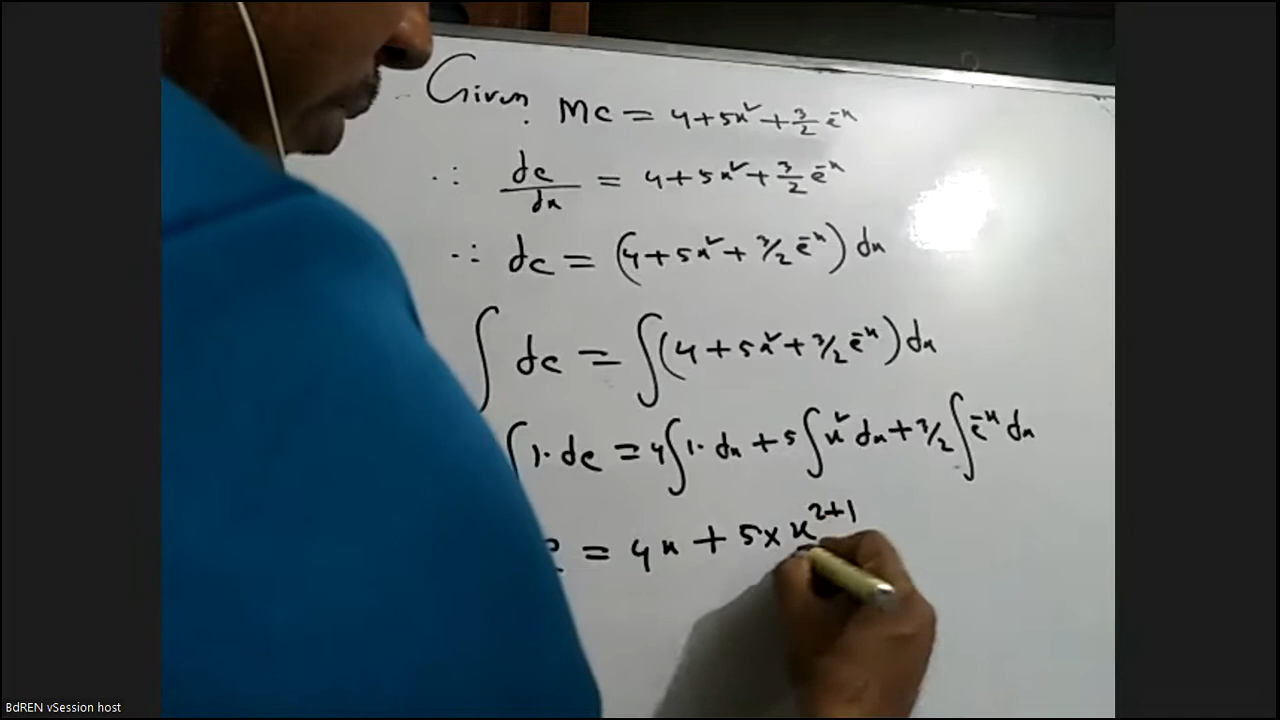 Given. MC = 4+5x² + 3/2 e⁻ˣ
∴ dc/dx = 4+5x² + 3/2 e⁻ˣ
∴ dc = (4+5x² + 3/2 e⁻ˣ) dx
∫ dc = ∫(4+5x² + 3/2 e⁻ˣ) dx
∫1. dc = 4∫1. dx + 5∫x² dx + 3/2 ∫e⁻ˣ dx
= 4x + 5 × x²⁺¹
BdREN vSession host